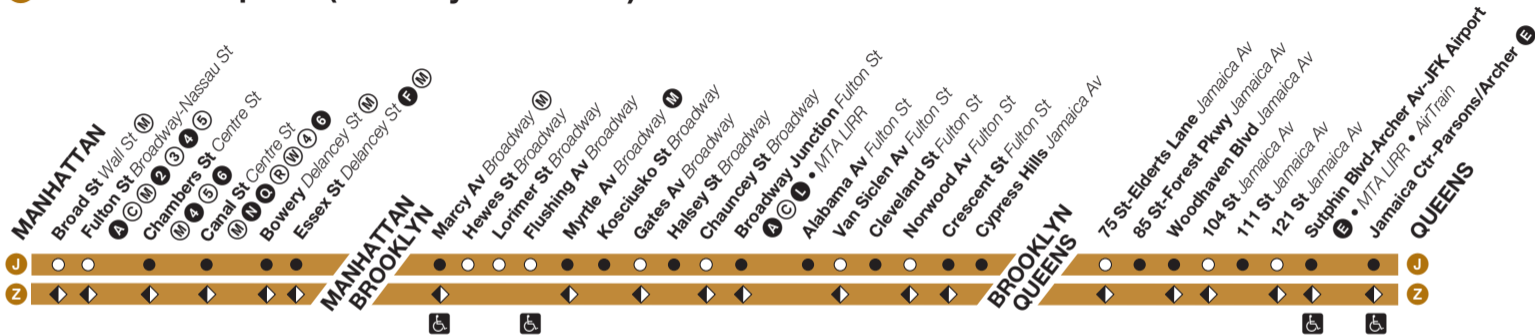 MANHATTAN
Broad St Wall St M
Fulton St Broadway-Nassau St
A C M 2 3 4 5
Chambers St Centre St
M 4 5 6
Canal St Centre St
M N Q R W 4 6
Bowery Delancey St M
Essex St Delancey St F M
MANHATTAN
BROOKLYN
Marcy Av Broadway M
Hewes St Broadway
Lorimer St Broadway
Flushing Av Broadway
Myrtle Av Broadway M
Kosciusko St Broadway
Gates Av Broadway
Halsey St Broadway
Chauncey St Broadway
Broadway Junction Fulton St
A C L • MTA LIRR
Alabama Av Fulton St
Van Siclen Av Fulton St
Cleveland St Fulton St
Norwood Av Fulton St
Crescent St Fulton St
Cypress Hills Jamaica Av
BROOKLYN
QUEENS
75 St-Elderts Lane Jamaica Av
85 St-Forest Pkwy Jamaica Av
Woodhaven Blvd Jamaica Av
104 St Jamaica Av
111 St Jamaica Av
121 St Jamaica Av
Sutphin Blvd-Archer Av-JFK Airport
E • MTA LIRR • AirTrain
Jamaica Ctr-Parsons/Archer E
QUEENS
J J
Z Z